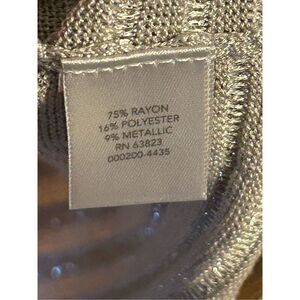 75% RAYON
16% POLYESTER
9% METALLIC
RN 63823
000200-4435